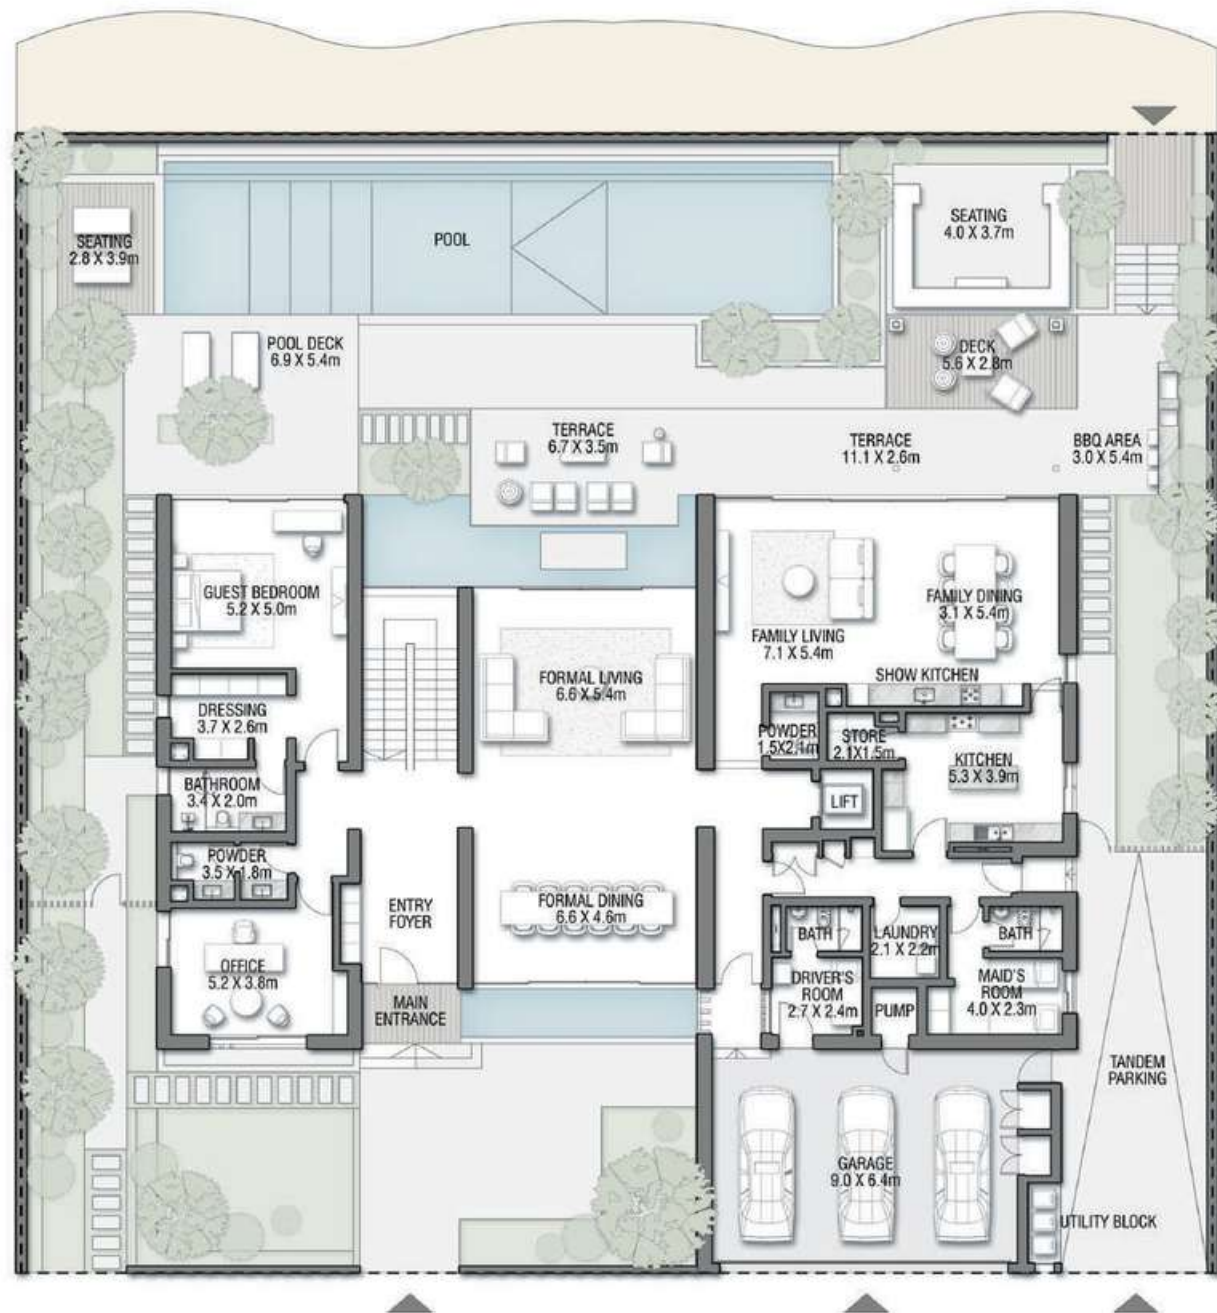 SEATING
2.8 X 3.9m
POOL
SEATING
4.0 X 3.7m
POOL DECK
6.9 X 5.4m
DECK
5.6 X 2.8m
TERRACE
6.7 X 3.5m
TERRACE
11.1 X 2.6m
BBQ AREA
3.0 X 5.4m
GUEST BEDROOM
5.2 X 5.0m
FAMILY DINING
3.1 X 5.4m
FAMILY LIVING
7.1 X 5.4m
FORMAL LIVING
6.6 X 5.4m
SHOW KITCHEN
DRESSING
3.7 X 2.6m
POWDER
1.5X2.1m
STORE
2.1X1.5m
KITCHEN
5.3 X 3.9m
BATHROOM
3.4 X 2.0m
LIFT
POWDER
3.5 X 1.8m
ENTRY
FOYER
FORMAL DINING
6.6 X 4.6m
BATH
LAUNDRY
2.1 X 2.2m
BATH
OFFICE
5.2 X 3.8m
DRIVER'S
ROOM
2.7 X 2.4m
MAID'S
ROOM
4.0 X 2.3m
MAIN
ENTRANCE
PUMP
TANDEM
PARKING
GARAGE
9.0 X 6.4m
UTILITY BLOCK